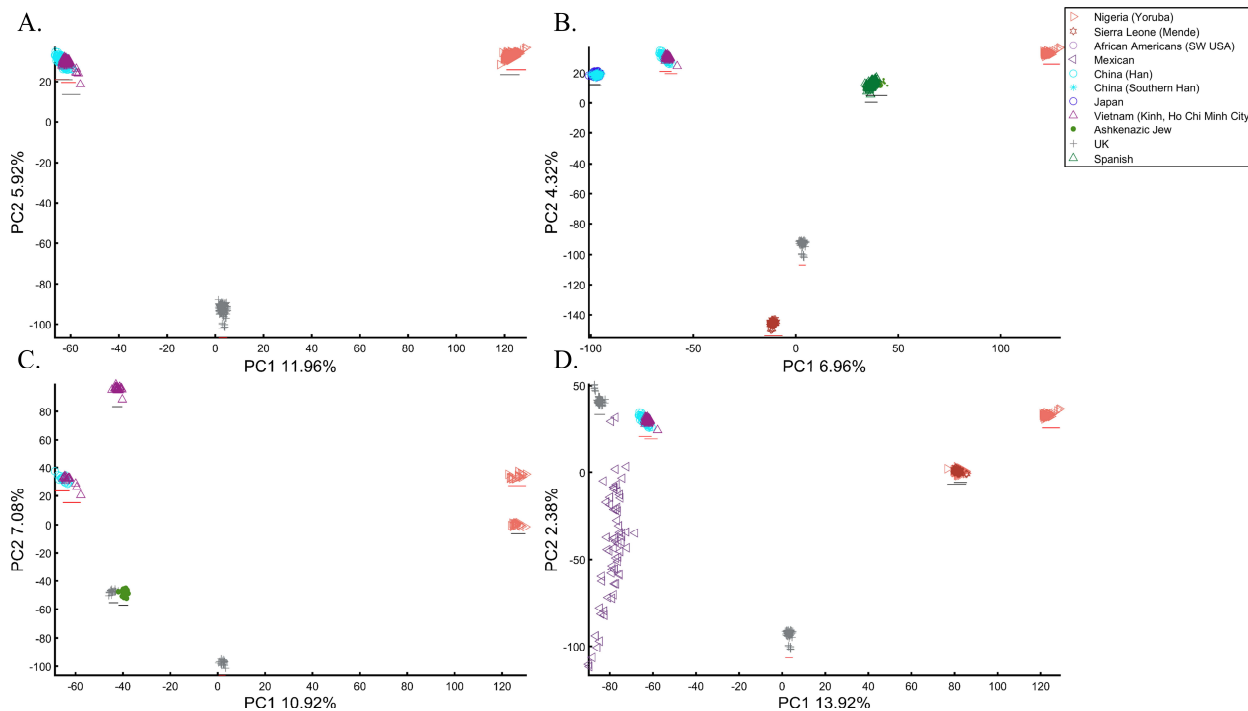 A.
20
0
-20
-40
-60
-80
-100
PC2 5.92%
-60 -40 -20 0 20 40 60 80 100 120
PC1 11.96%
B.
20
0
-20
-40
-60
-80
-100
-120
-140
PC2 4.32%
-100 -50 0 50 100
PC1 6.96%
Nigeria (Yoruba)
Sierra Leone (Mende)
African Americans (SW USA)
Mexican
China (Han)
China (Southern Han)
Japan
Vietnam (Kinh, Ho Chi Minh City
Ashkenazic Jew
UK
Spanish
C.
80
60
40
20
0
-20
-40
-60
-80
-100
PC2 7.08%
-60 -40 -20 0 20 40 60 80 100 120
PC1 10.92%
D.
50
0
-50
-100
PC2 2.38%
-80 -60 -40 -20 0 20 40 60 80 100 120
PC1 13.92%